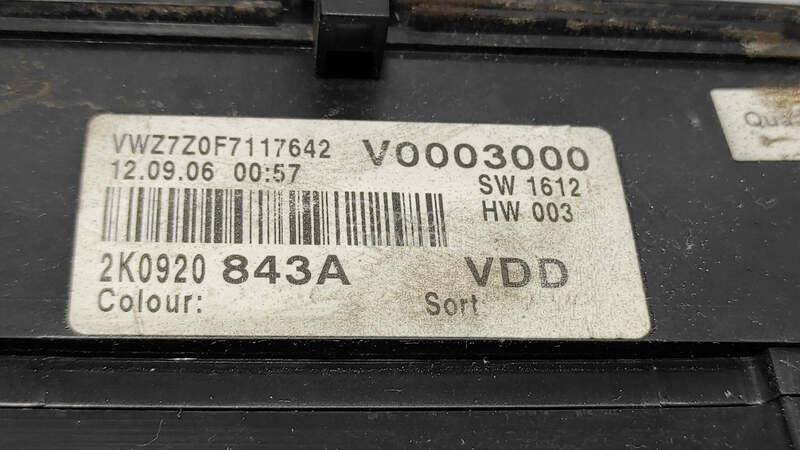 VWZ7Z0F7117642 V0003000
12.09.06 00:57 SW 1612
HW 003
2K0920 843A VDD
Colour: Sort